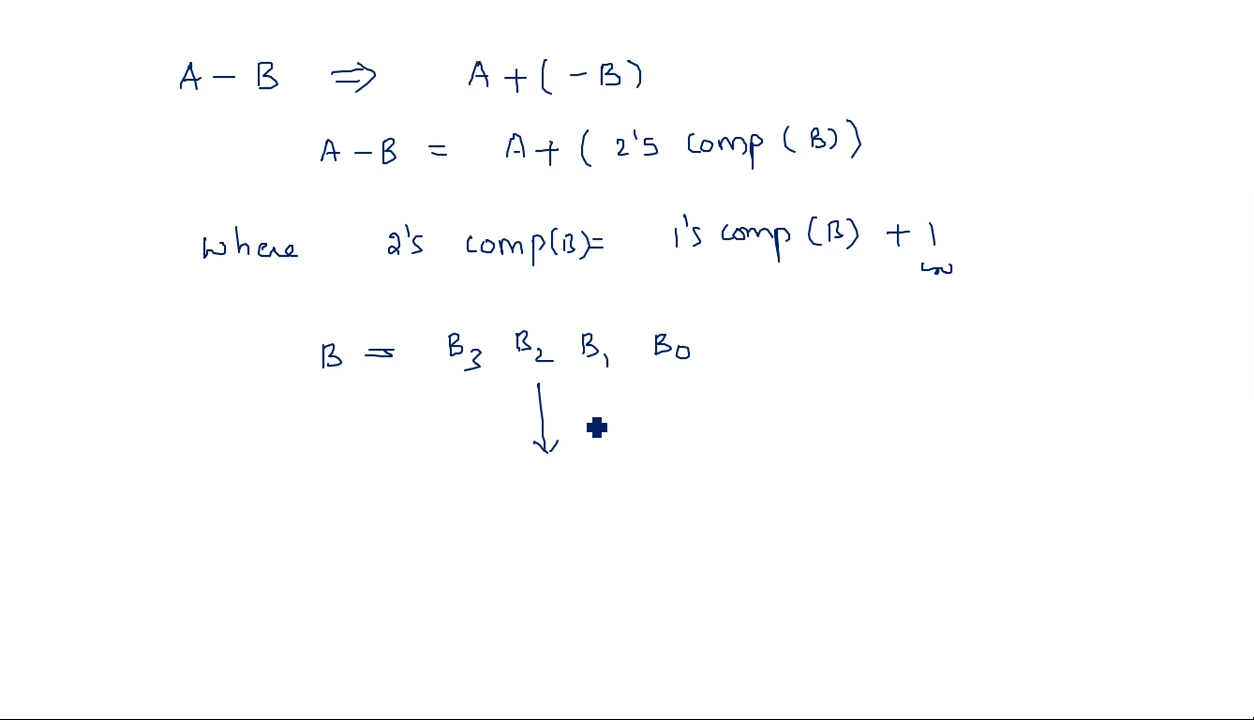 A - B ⇒ A + (- B)
A - B = A + ( 2's comp ( B))
where 2's comp(B) = 1's comp (B) + 1
B = B₃ B₂ B₁ B₀